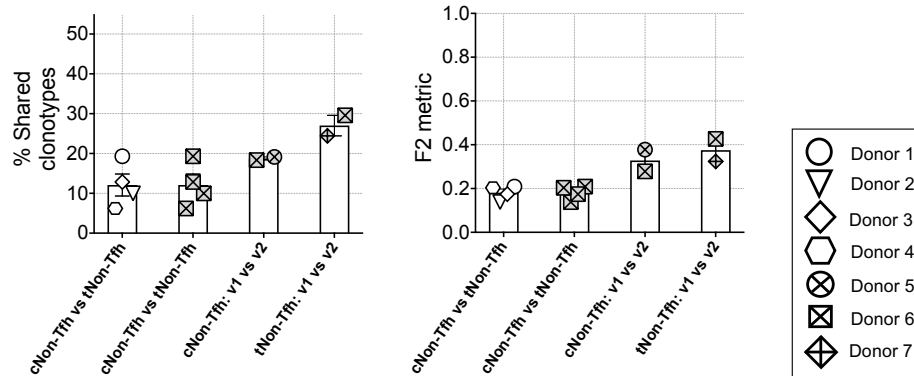 % Shared
clonotypes
50
40
30
20
10
0
cNon-Tfh vs tNon-Tfh
cNon-Tfh vs tNon-Tfh
cNon-Tfh: v1 vs v2
tNon-Tfh: v1 vs v2
F2 metric
1.0
0.8
0.6
0.4
0.2
0.0
cNon-Tfh vs tNon-Tfh
cNon-Tfh vs tNon-Tfh
cNon-Tfh: v1 vs v2
tNon-Tfh: v1 vs v2
Donor 1
Donor 2
Donor 3
Donor 4
Donor 5
Donor 6
Donor 7